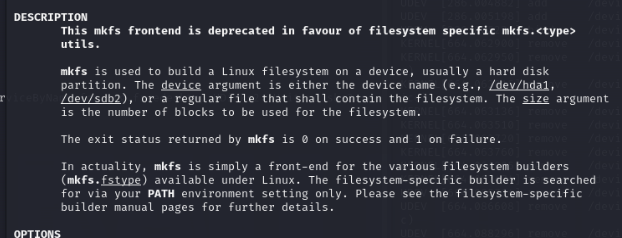 DESCRIPTION
This mkfs frontend is deprecated in favour of filesystem specific mkfs.<type>
utils.
mkfs is used to build a Linux filesystem on a device, usually a hard disk
partition. The device argument is either the device name (e.g., /dev/hda1,
/dev/sdb2), or a regular file that shall contain the filesystem. The size argument
is the number of blocks to be used for the filesystem.
The exit status returned by mkfs is 0 on success and 1 on failure.
In actuality, mkfs is simply a front-end for the various filesystem builders
(mkfs.fstype) available under Linux. The filesystem-specific builder is searched
for via your PATH environment setting only. Please see the filesystem-specific
builder manual pages for further details.
OPTIONS